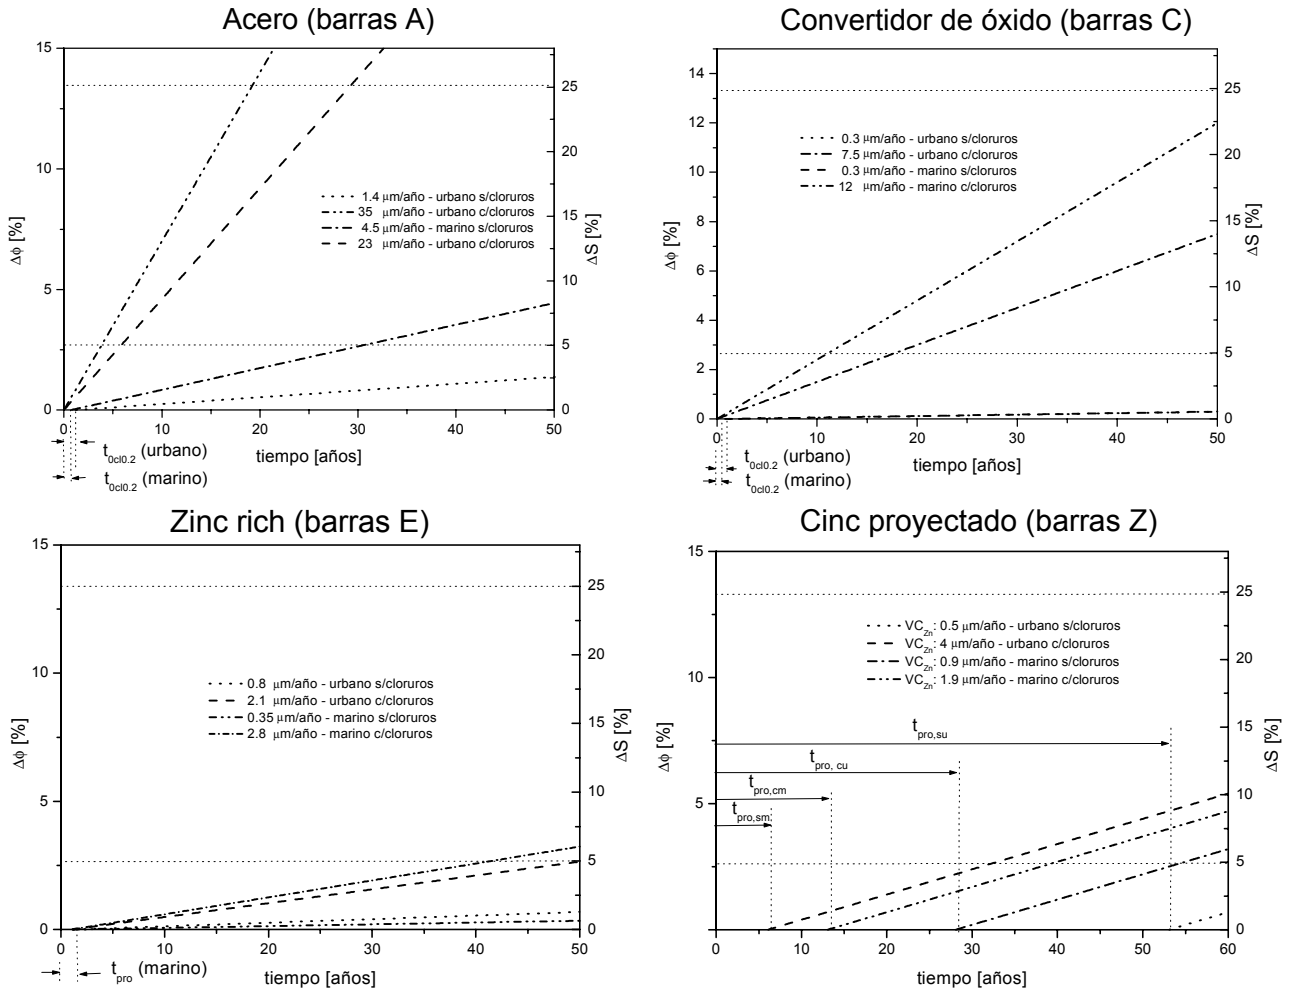 Acero (barras A)
15
10
5
0
Δϕ [%]
25
20
15
10
5
0
ΔS [%]
1.4 μm/año - urbano s/cloruros
35 μm/año - urbano c/cloruros
4.5 μm/año - marino s/cloruros
23 μm/año - urbano c/cloruros
0 20 30 40 50
t0cl0.2 (urbano)
tiempo [años]
t0cl0.2 (marino)
Convertidor de óxido (barras C)
14
12
10
8
6
4
2
0
Δϕ [%]
25
20
15
10
5
0
ΔS [%]
0.3 μm/año - urbano s/cloruros
7.5 μm/año - urbano c/cloruros
0.3 μm/año - marino s/cloruros
12 μm/año - marino c/cloruros
0 10 20 30 40 50
t0cl0.2 (urbano)
tiempo [años]
t0cl0.2 (marino)
Zinc rich (barras E)
15
10
5
0
Δϕ [%]
25
20
15
10
5
0
ΔS [%]
0.8 μm/año - urbano s/cloruros
2.1 μm/año - urbano c/cloruros
0.35 μm/año - marino s/cloruros
2.8 μm/año - marino c/cloruros
0 10 20 30 40 50
tpro (marino)
tiempo [años]
Cinc proyectado (barras Z)
15
10
5
0
Δϕ [%]
25
20
15
10
5
0
ΔS [%]
VCZn: 0.5 μm/año - urbano s/cloruros
VCZn: 4 μm/año - urbano c/cloruros
VCZn: 0.9 μm/año - marino s/cloruros
VCZn: 1.9 μm/año - marino c/cloruros
tpro,su
tpro, cu
tpro,cm
tpro,sm
0 10 20 30 40 50 60
tiempo [años]